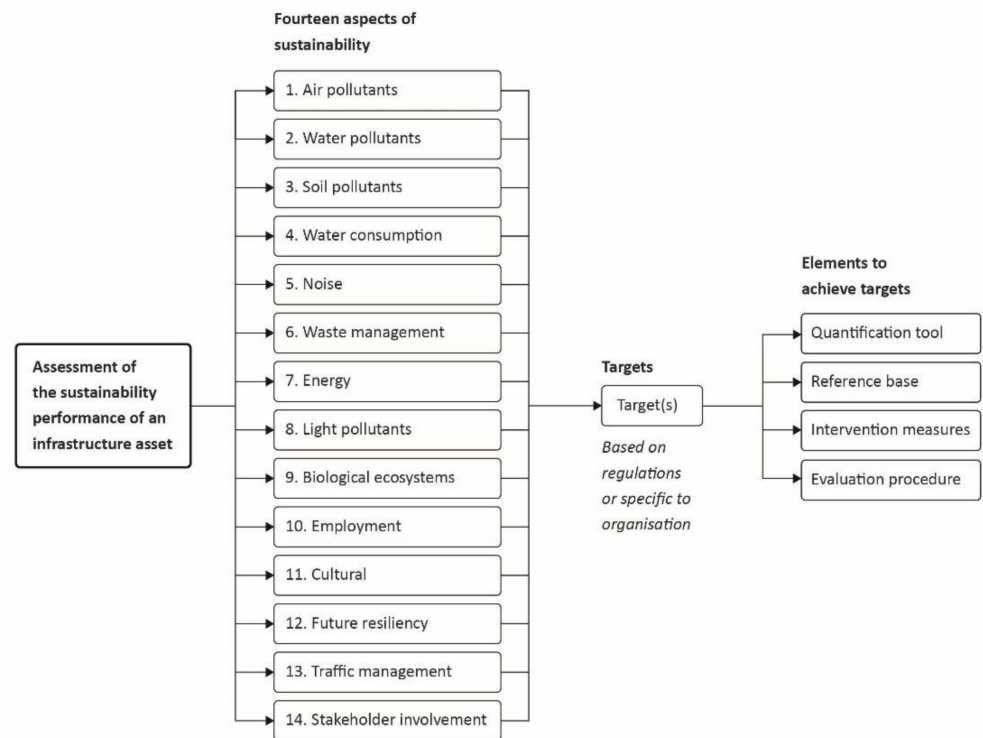 Fourteen aspects of
sustainability
1. Air pollutants
2. Water pollutants
3. Soil pollutants
4. Water consumption
5. Noise
6. Waste management
7. Energy
8. Light pollutants
9. Biological ecosystems
10. Employment
11. Cultural
12. Future resiliency
13. Traffic management
14. Stakeholder involvement
Assessment of
the sustainability
performance of an
infrastructure asset
Targets
Target(s)
Based on
regulations
or specific to
organisation
Elements to
achieve targets
Quantification tool
Reference base
Intervention measures
Evaluation procedure